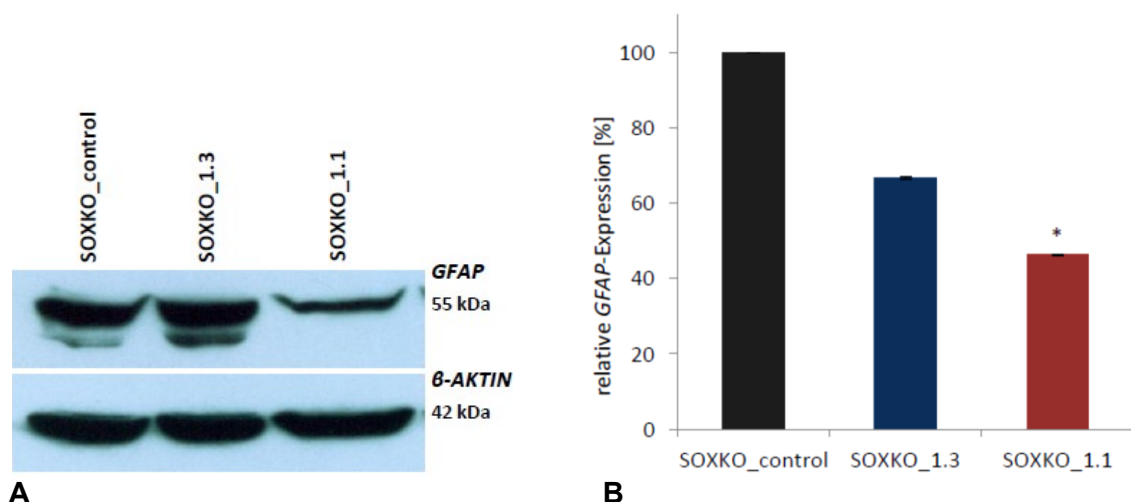 SOXKO_control
SOXKO_1.3
SOXKO_1.1
GFAP
55 kDa
β-AKTIN
42 kDa
A
relative GFAP-Expression [%]
100
80
60
40
20
0
*
SOXKO_control SOXKO_1.3 SOXKO_1.1
B